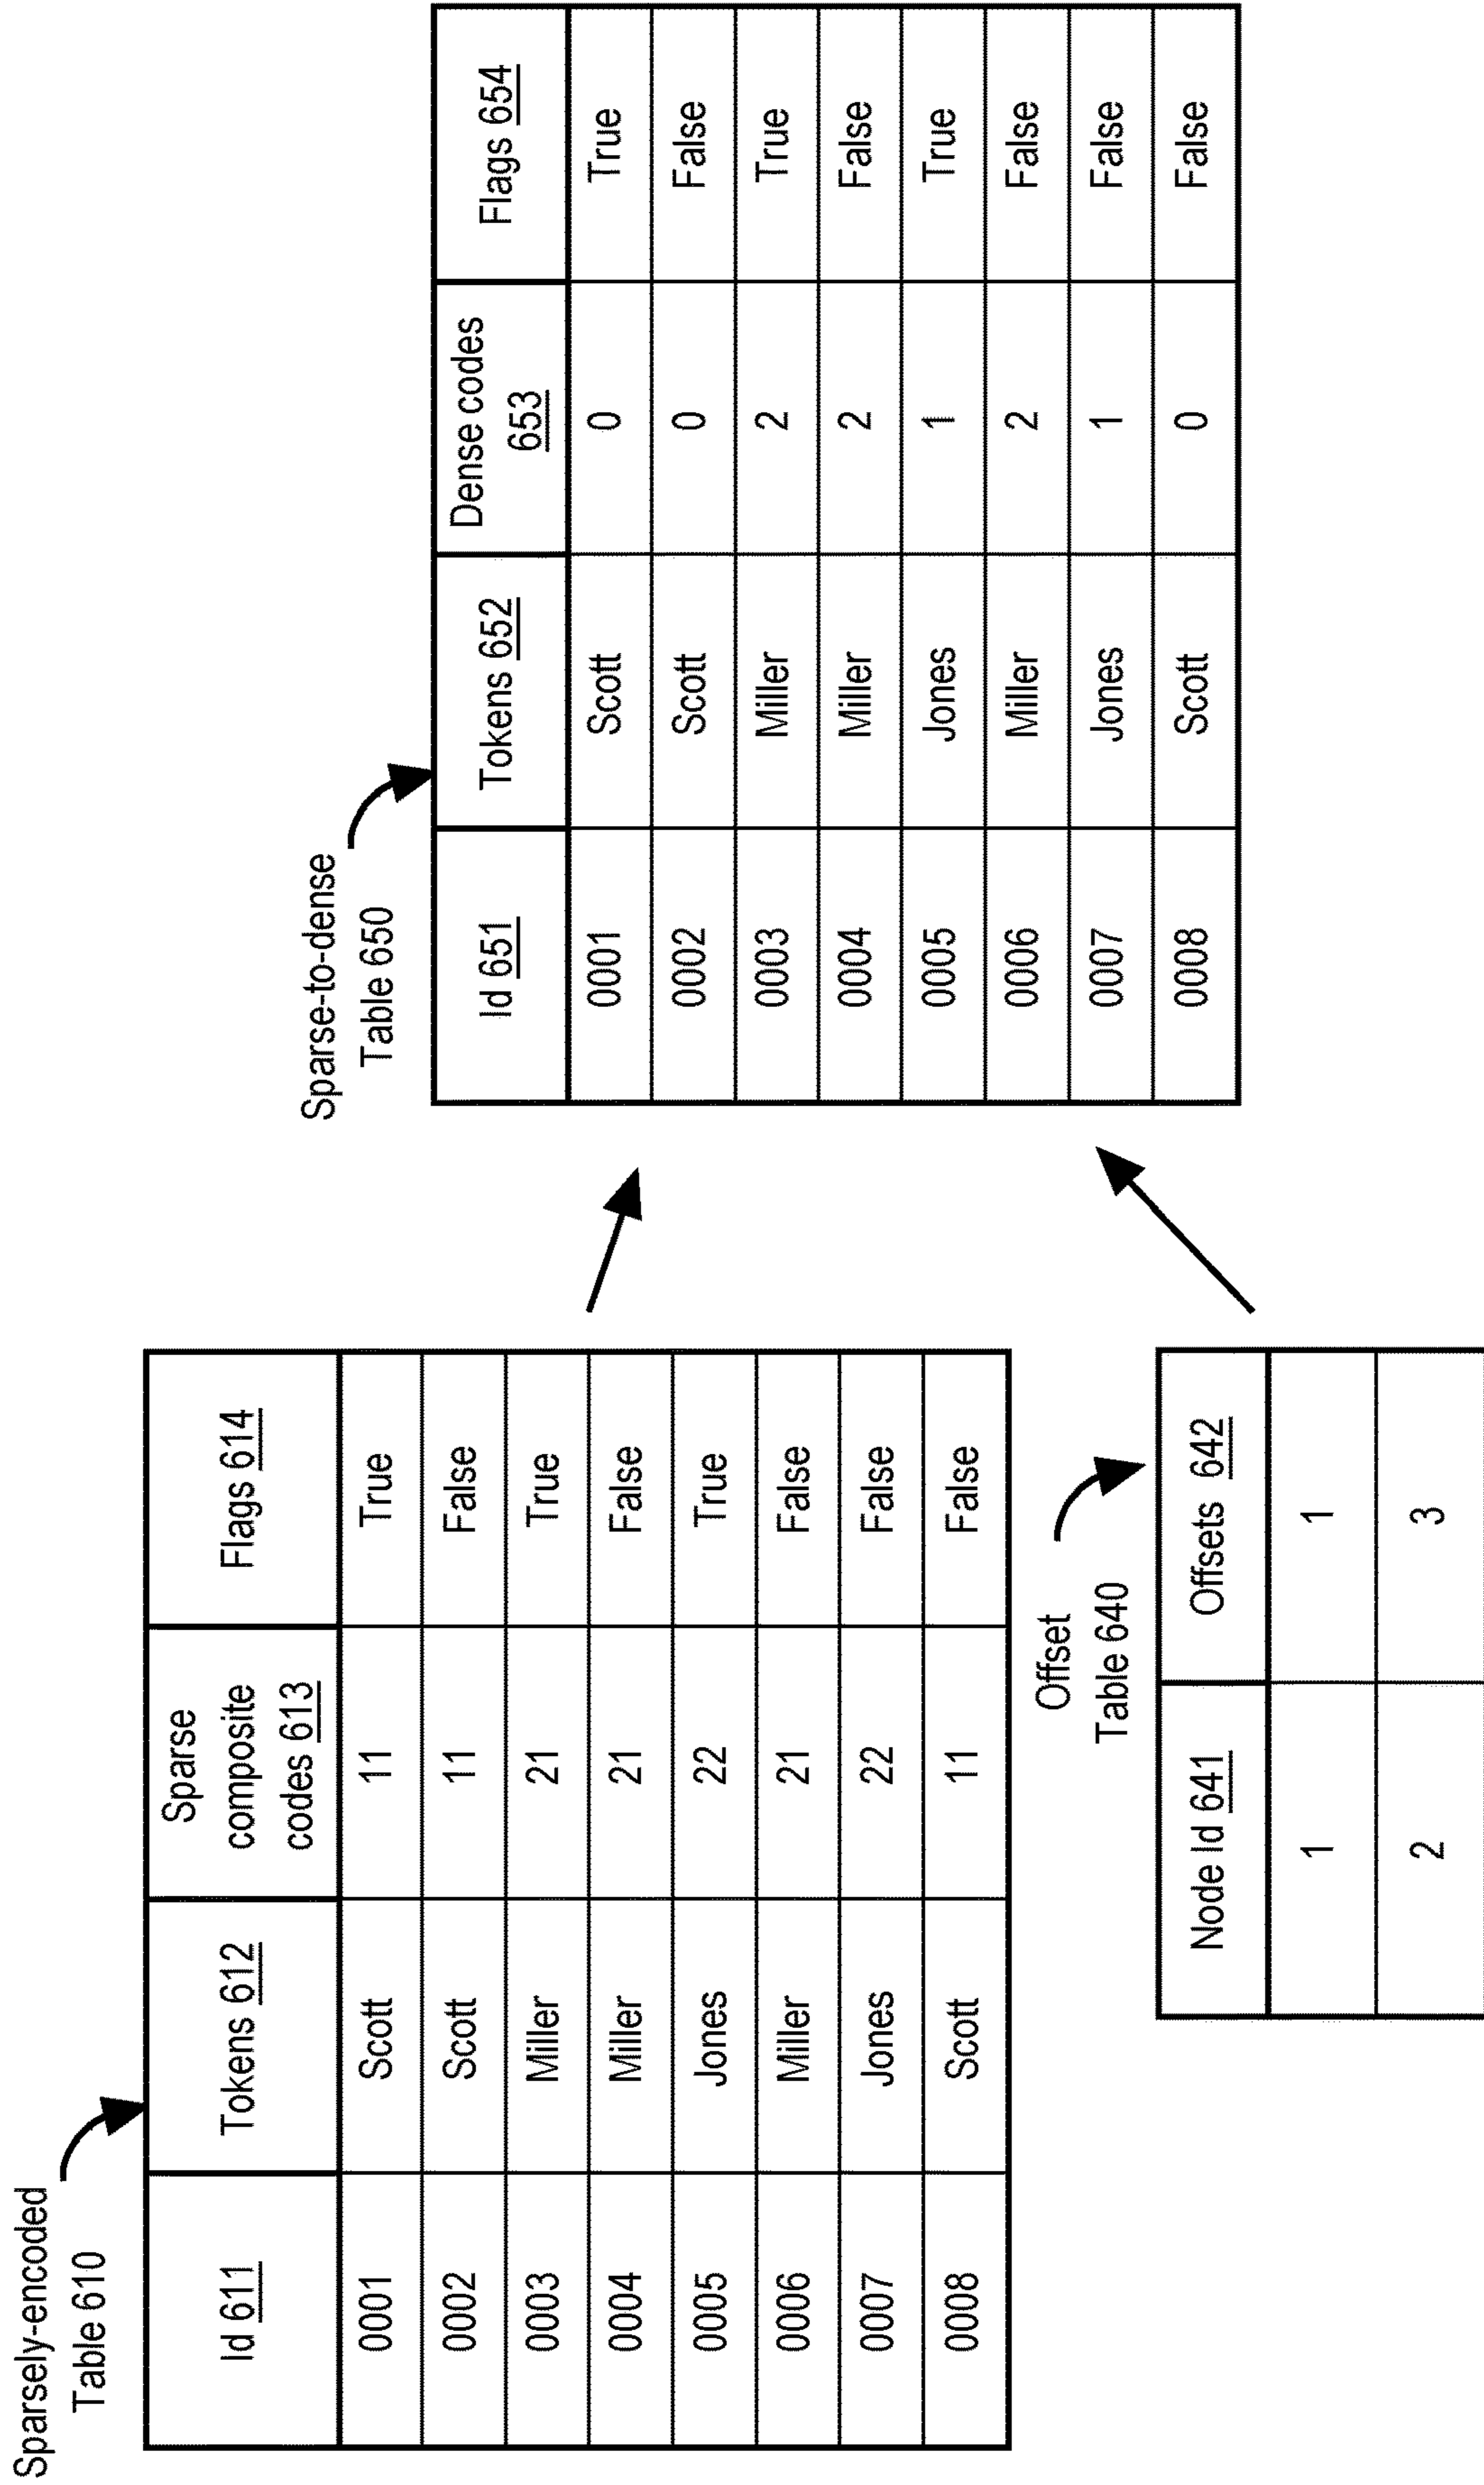 Sparsely-encoded
Table 610
Id 611 Tokens 612 Sparse composite codes 613 Flags 614
0001 Scott 11 True
0002 Scott 11 False
0003 Miller 21 True
0004 Miller 21 False
0005 Jones 22 True
0006 Miller 21 False
0007 Jones 22 False
0008 Scott 11 False
Offset
Table 640
Node Id 641 Offsets 642
1 1
2 3
Sparse-to-dense
Table 650
Id 651 Tokens 652 Dense codes 653 Flags 654
0001 Scott 0 True
0002 Scott 0 False
0003 Miller 2 True
0004 Miller 2 False
0005 Jones 1 True
0006 Miller 2 False
0007 Jones 1 False
0008 Scott 0 False